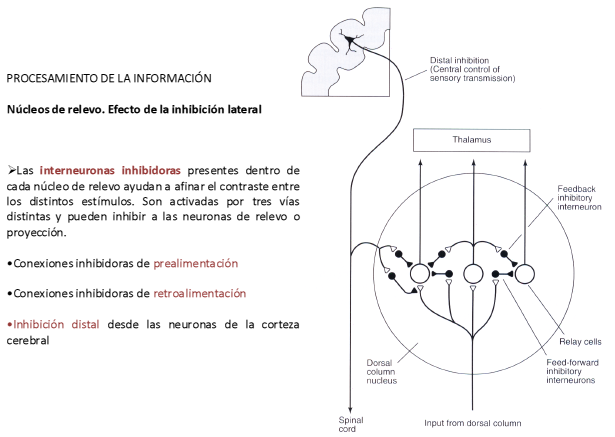 PROCESAMIENTO DE LA INFORMACIÓN
Núcleos de relevo. Efecto de la inhibición lateral
➢Las interneuronas inhibidoras presentes dentro de
cada núcleo de relevo ayudan a afinar el contraste entre
los distintos estímulos. Son activadas por tres vías
distintas y pueden inhibir a las neuronas de relevo o
proyección.
•Conexiones inhibidoras de prealimentación
•Conexiones inhibidoras de retroalimentación
•Inhibición distal desde las neuronas de la corteza
cerebral
Distal inhibition
(Central control of
sensory transmission)
Thalamus
Feedback
inhibitory
interneuron
Relay cells
Feed-forward
inhibitory
interneurons
Dorsal
column
nucleus
Spinal
cord
Input from dorsal column